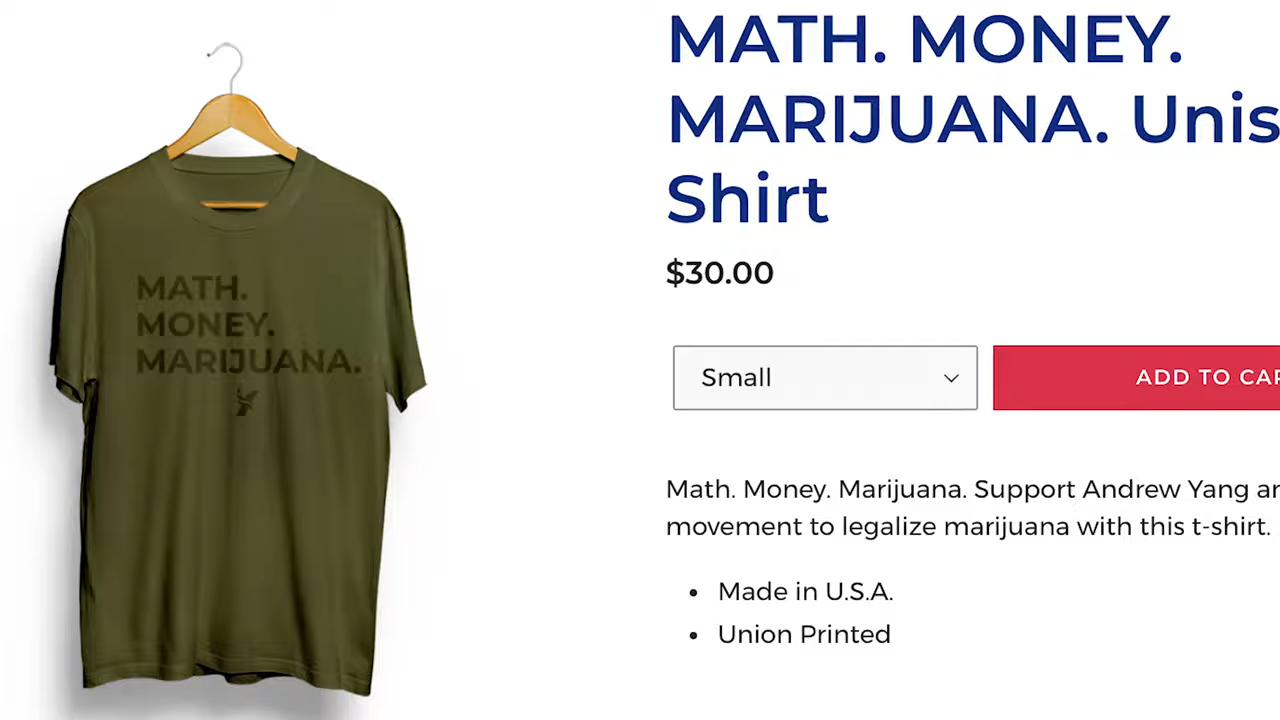 MATH.
MONEY.
MARIJUANA.
MATH. MONEY.
MARIJUANA. Unis
Shirt
$30.00
Small
ADD TO CAR
Math. Money. Marijuana. Support Andrew Yang an
movement to legalize marijuana with this t-shirt.
Made in U.S.A.
Union Printed